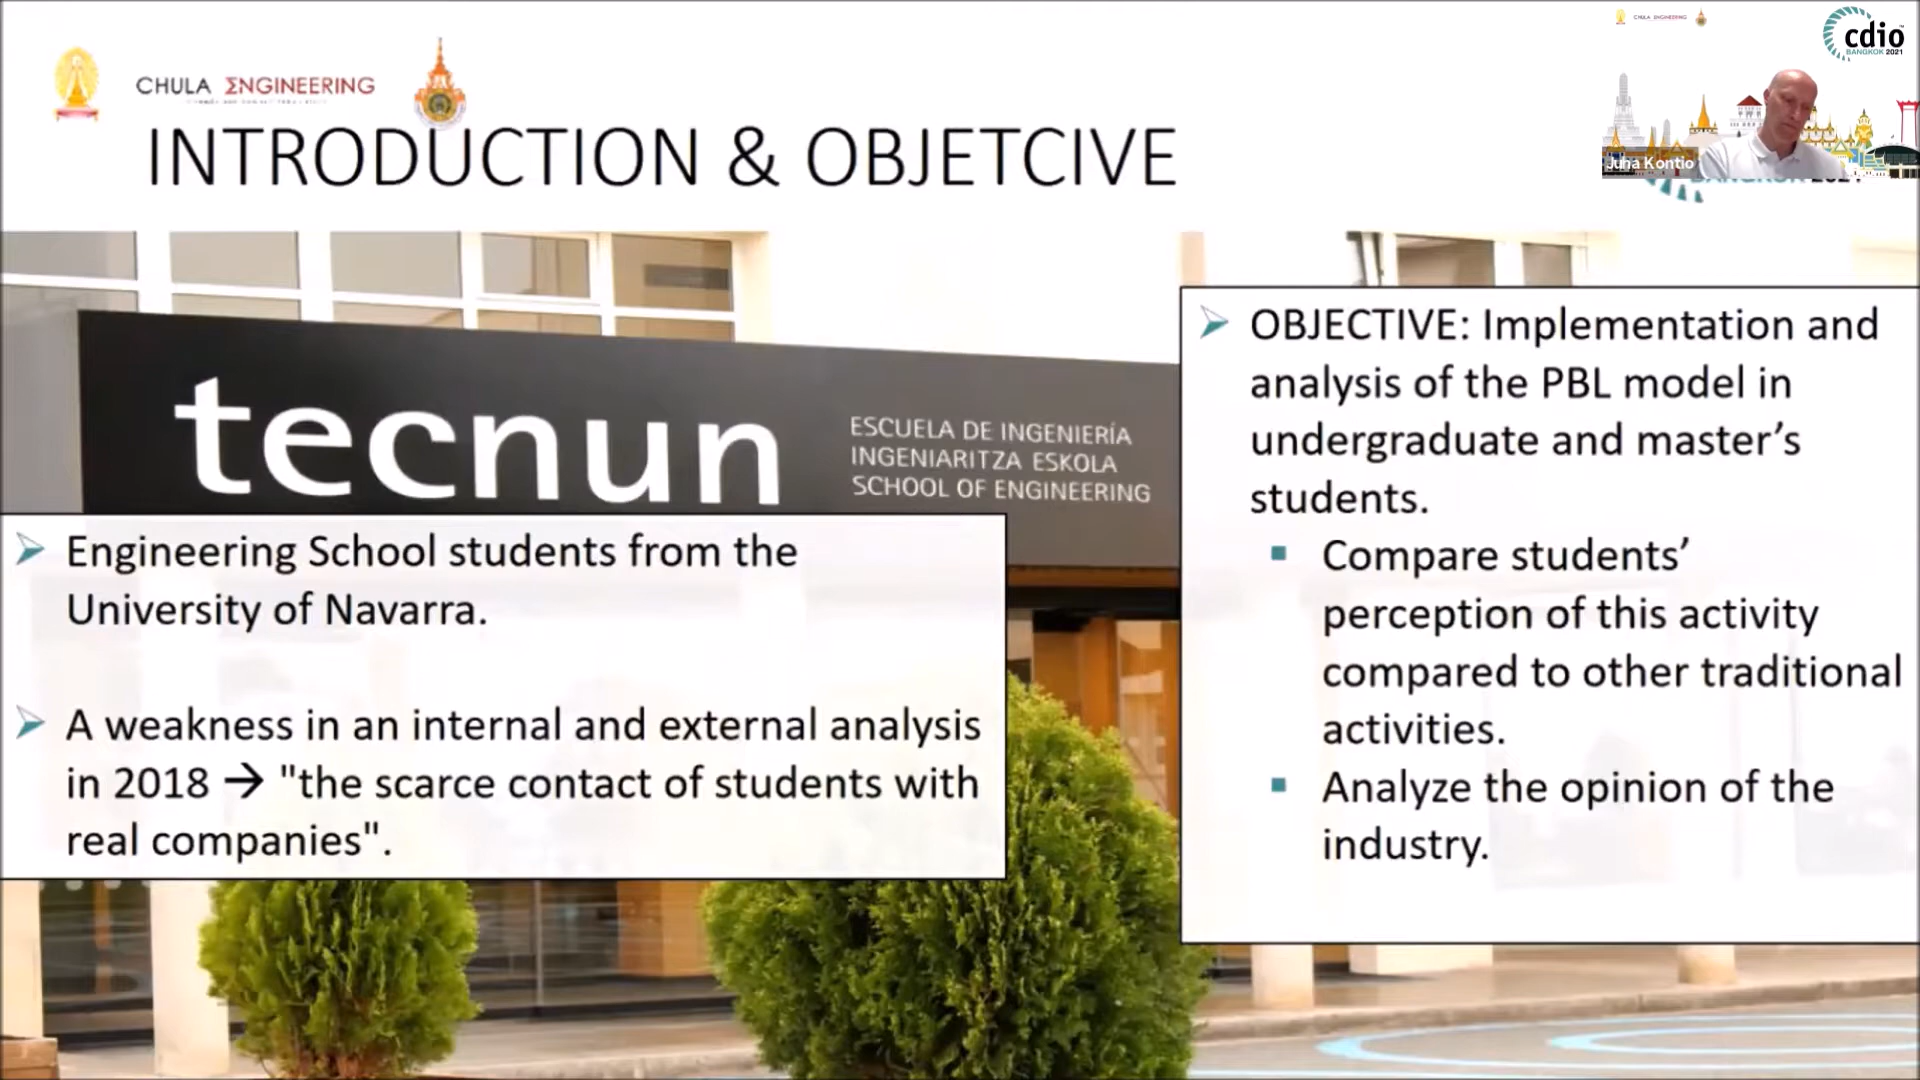 CHULA ΣNGINEERING
INTRODUCTION & OBJETCIVE
CHULA ΣNGINEERING
cdio
BANGKOK 2021
Juha Kontio
tecnun
ESCUELA DE INGENIERÍA
INGENIARITZA ESKOLA
SCHOOL OF ENGINEERING
➢ Engineering School students from the
University of Navarra.
➢ A weakness in an internal and external analysis
in 2018 → "the scarce contact of students with
real companies".
➢ OBJECTIVE: Implementation and
analysis of the PBL model in
undergraduate and master’s
students.
▪ Compare students’
perception of this activity
compared to other traditional
activities.
▪ Analyze the opinion of the
industry.